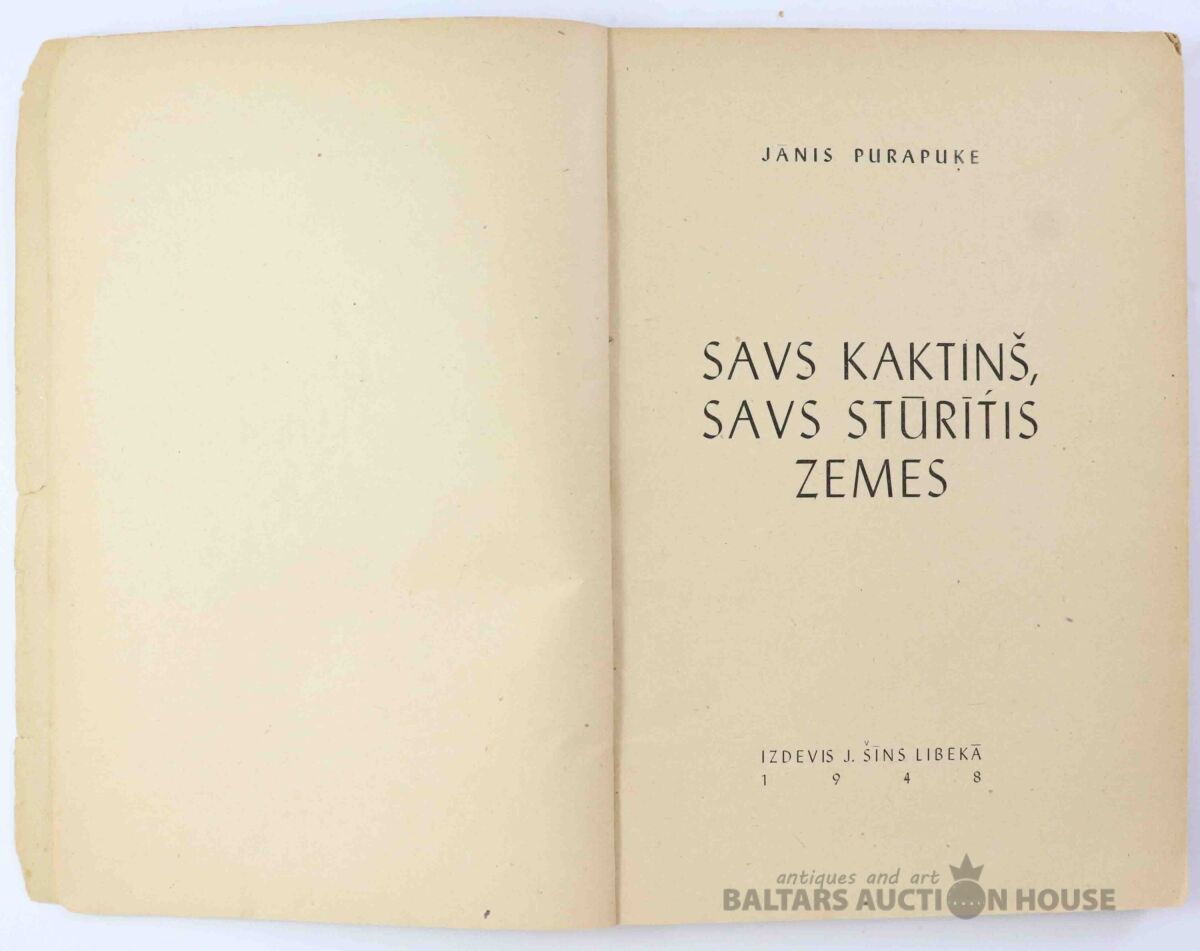 JĀNIS PURAPUĶE
SAVS KAKTIŅŠ,
SAVS STŪRĪTIS
ZEMES
IZDEVIS J. ŠĪNS LIBEKĀ
1 9 4 8
antiques and art
BALTARS AUCTION HOUSE